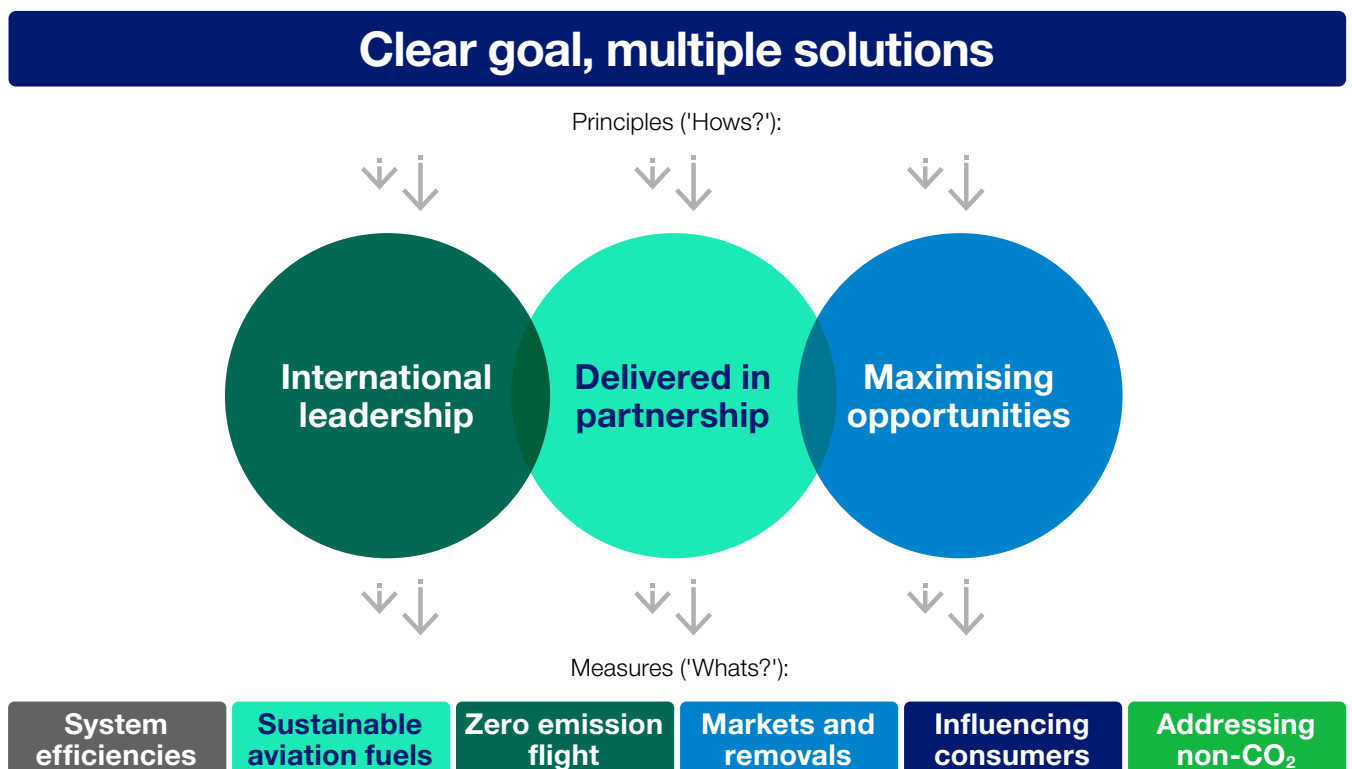 Clear goal, multiple solutions
Principles ('Hows?'):
International
leadership
Delivered in
partnership
Maximising
opportunities
Measures ('Whats?'):
System
efficiencies
Sustainable
aviation fuels
Zero emission
flight
Markets and
removals
Influencing
consumers
Addressing
non-CO₂